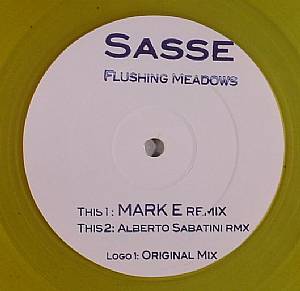 SASSE
FLUSHING MEADOWS
THIS1: MARK E REMIX
THIS2: ALBERTO SABATINI RMX
LOGO1: ORIGINAL MIX